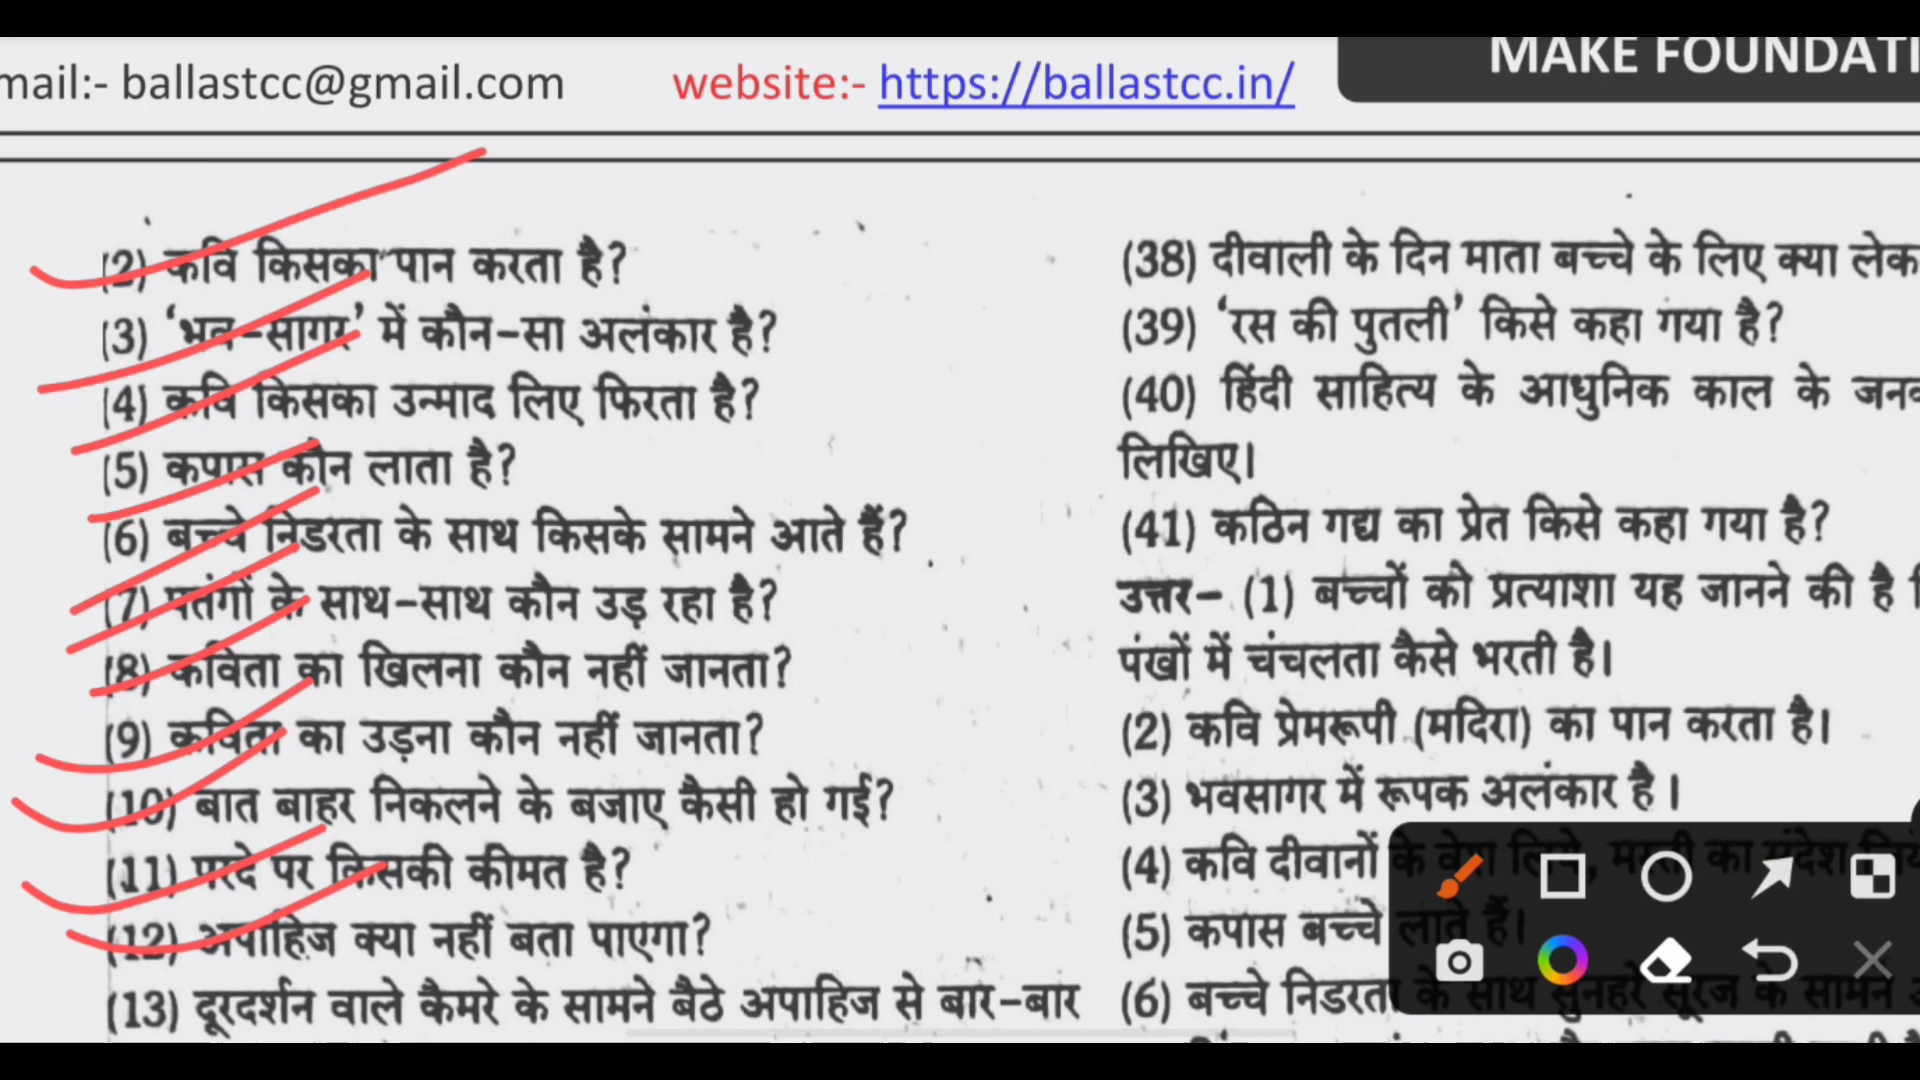 mail:- ballastcc@gmail.com
website:- https://ballastcc.in/
MAKE FOUNDATI
(2) कवि किसका पान करता है?
(3) 'भव-सागर' में कौन-सा अलंकार है?
(4) कवि किसका उन्माद लिए फिरता है?
(5) कपास कौन लाता है?
(6) बच्चे निडरता के साथ किसके सामने आते हैं?
(7) पतंगों के साथ-साथ कौन उड़ रहा है?
(8) कविता का खिलना कौन नहीं जानता?
(9) कविता का उड़ना कौन नहीं जानता?
(10) बात बाहर निकलने के बजाए कैसी हो गई?
(11) परदे पर किसकी कीमत है?
(12) अपाहिज क्या नहीं बता पाएगा?
(13) दूरदर्शन वाले कैमरे के सामने बैठे अपाहिज से बार-बार
(38) दीवाली के दिन माता बच्चे के लिए क्या लेक
(39) 'रस की पुतली' किसे कहा गया है?
(40) हिंदी साहित्य के आधुनिक काल के
लिखिए।
(41) कठिन गद्य का प्रेत किसे कहा गया है?
उत्तर- (1) बच्चों को प्रत्याशा यह जानने की है
पंखों में चंचलता कैसे भरती है।
(2) कवि प्रेमरूपी (मदिरा) का पान करता है।
(3) भवसागर में रूपक अलंकार है।
(4) कवि दीवानों के वेश लिये, मस्ती का संदेश
(5) कपास बच्चे लाते हैं।
(6) बच्चे निडरता के साथ सुनहरे सूरज के सामने